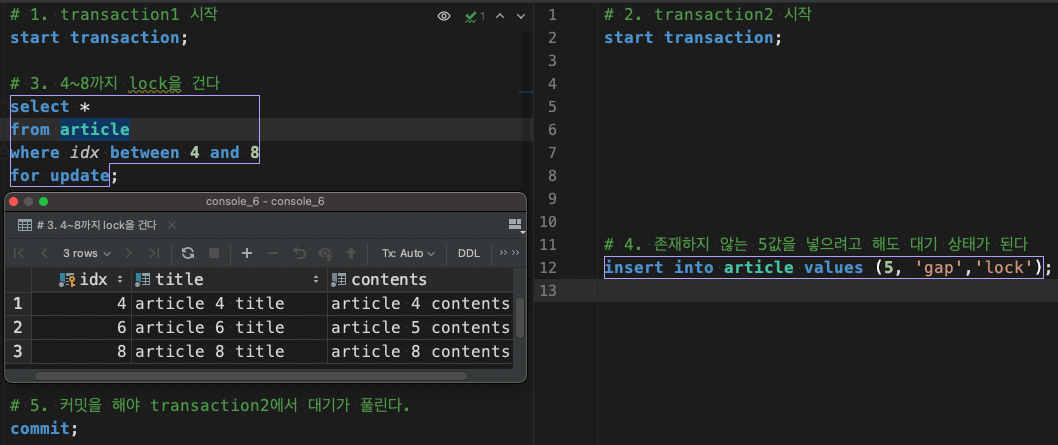 # 1. transaction1 시작
start transaction;
# 3. 4~8까지 lock을 건다
select *
from article
where idx between 4 and 8
for update;
1
console_6 - console_6
# 3. 4~8까지 lock을 건다
3 rows
Tx: Auto
DDL
idx title contents
1 4 article 4 title article 4 contents
2 6 article 6 title article 5 contents
3 8 article 8 title article 8 contents
# 5. 커밋을 해야 transaction2에서 대기가 풀린다.
commit;
1 # 2. transaction2 시작
2 start transaction;
3
4
5
6
7
8
9
10
11 # 4. 존재하지 않는 5값을 넣으려고 해도 대기 상태가 된다
12 insert into article values (5, 'gap','lock');
13